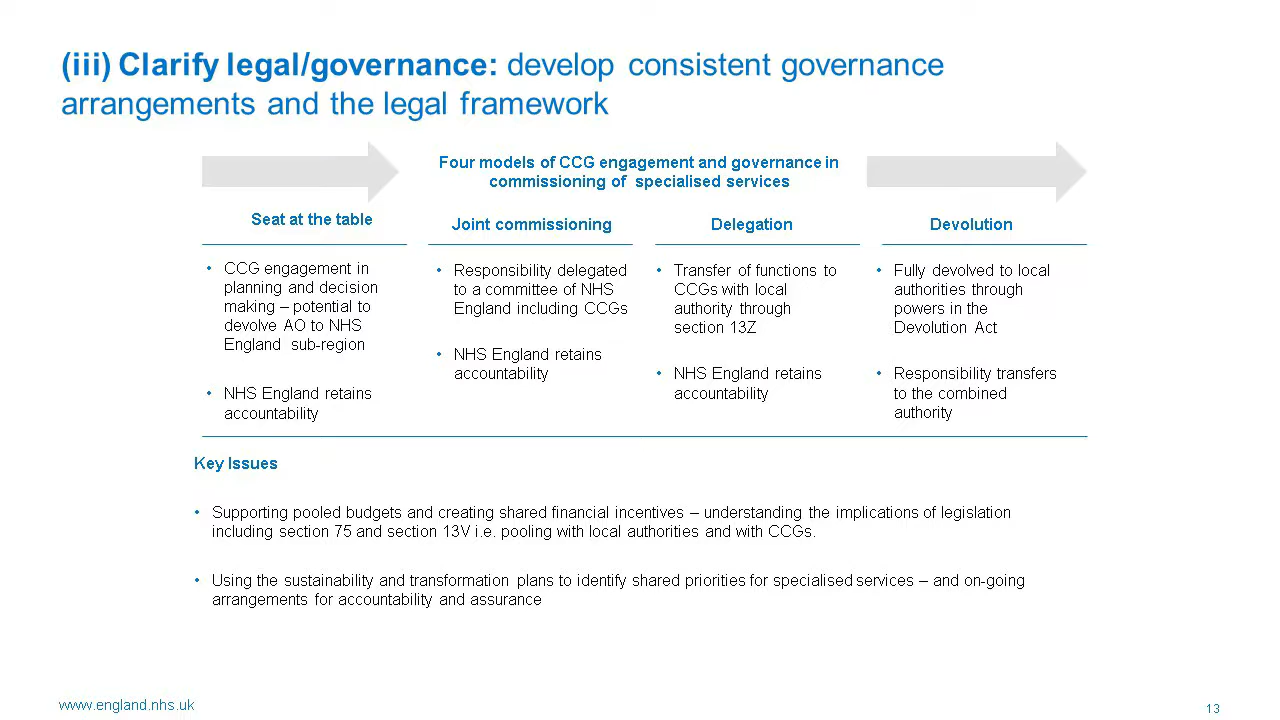 (iii) Clarify legal/governance: develop consistent governance
arrangements and the legal framework
Four models of CCG engagement and governance in
commissioning of specialised services
Seat at the table
• CCG engagement in
planning and decision
making – potential to
devolve AO to NHS
England sub-region
• NHS England retains
accountability
Joint commissioning
• Responsibility delegated
to a committee of NHS
England including CCGs
• NHS England retains
accountability
Delegation
• Transfer of functions to
CCGs with local
authority through
section 13Z
• NHS England retains
accountability
Devolution
• Fully devolved to local
authorities through
powers in the
Devolution Act
• Responsibility transfers
to the combined
authority
Key Issues
• Supporting pooled budgets and creating shared financial incentives – understanding the implications of legislation
including section 75 and section 13V i.e. pooling with local authorities and with CCGs.
• Using the sustainability and transformation plans to identify shared priorities for specialised services – and on-going
arrangements for accountability and assurance
www.england.nhs.uk
13